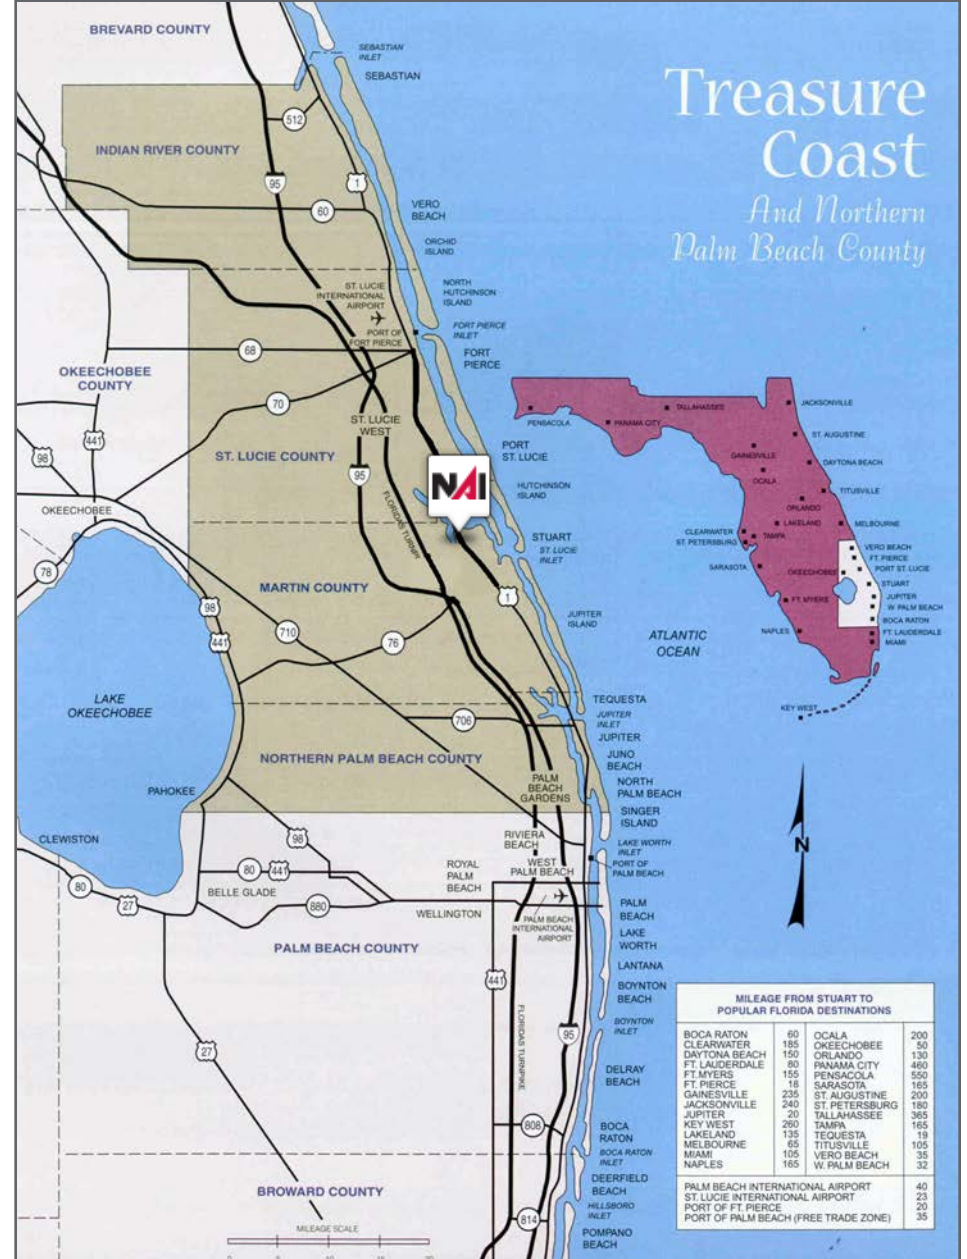 BREVARD COUNTY
SEBASTIAN
INLET
SEBASTIAN
Treasure
Coast
And Northern
Palm Beach County
512
INDIAN RIVER COUNTY
95
1
60
VERO
BEACH
ORCHID
ISLAND
ST. LUCIE
INTERNATIONAL
AIRPORT
NORTH
HUTCHINSON
ISLAND
PORT OF
FORT PIERCE
FORT PIERCE
INLET
FORT
PIERCE
68
OKEECHOBEE
COUNTY
70
ST. LUCIE
WEST
441
98
ST. LUCIE COUNTY
95
PORT
ST. LUCIE
NAI
HUTCHINSON
ISLAND
FLORIDAS TURNP
OKEECHOBEE
STUART
ST. LUCIE
INLET
78
MARTIN COUNTY
98
441
710
76
1
JUPITER
ISLAND
ATLANTIC
OCEAN
PENSACOLA
PANAMA CITY
TALLAHASSEE
JACKSONVILLE
ST. AUGUSTINE
GAINESVILLE
DAYTONA BEACH
OCALA
TITUSVILLE
ORLANDO
LAKELAND
MELBOURNE
CLEARWATER
ST. PETERSBURG
TAMPA
VERO BEACH
FT. PIERCE
PORT ST. LUCIE
SARASOTA
OKEECHOBEE
STUART
JUPITER
W. PALM BEACH
FT. MYERS
BOCA RATON
NAPLES
FT. LAUDERDALE
MIAMI
KEY WEST
LAKE
OKEECHOBEE
TEQUESTA
JUPITER
INLET
706
JUPITER
NORTHERN PALM BEACH COUNTY
JUNO
BEACH
PAHOKEE
PALM
BEACH
GARDENS
NORTH
PALM BEACH
SINGER
ISLAND
CLEWISTON
98
RIVIERA
BEACH
LAKE WORTH
INLET
N
80
27
80
441
BELLE GLADE
880
ROYAL
PALM
BEACH
WEST
PALM BEACH
PORT OF
PALM BEACH
WELLINGTON
PALM BEACH
INTERNATIONAL
AIRPORT
PALM
BEACH
LAKE
WORTH
PALM BEACH COUNTY
LANTANA
441
BOYNTON
BEACH
BOYNTON
INLET
27
FLORIDAS TURNPIKE
95
DELRAY
BEACH
808
BOCA
RATON
BOCA RATON
INLET
DEERFIELD
BEACH
BROWARD COUNTY
HILLSBORO
INLET
814
POMPANO
BEACH
MILEAGE SCALE
0 5 10 15 20
MILEAGE FROM STUART TO
POPULAR FLORIDA DESTINATIONS
BOCA RATON 60 OCALA 200
CLEARWATER 185 OKEECHOBEE 50
DAYTONA BEACH 150 ORLANDO 130
FT. LAUDERDALE 80 PANAMA CITY 460
FT.MYERS 155 PENSACOLA 550
FT. PIERCE 18 SARASOTA 165
GAINESVILLE 235 ST. AUGUSTINE 200
JACKSONVILLE 240 ST. PETERSBURG 180
JUPITER 20 TALLAHASSEE 365
KEY WEST 260 TAMPA 165
LAKELAND 135 TEQUESTA 19
MELBOURNE 65 TITUSVILLE 105
MIAMI 105 VERO BEACH 35
NAPLES 165 W. PALM BEACH 32
PALM BEACH INTERNATIONAL AIRPORT 40
ST. LUCIE INTERNATIONAL AIRPORT 23
PORT OF FT. PIERCE 20
PORT OF PALM BEACH (FREE TRADE ZONE) 35